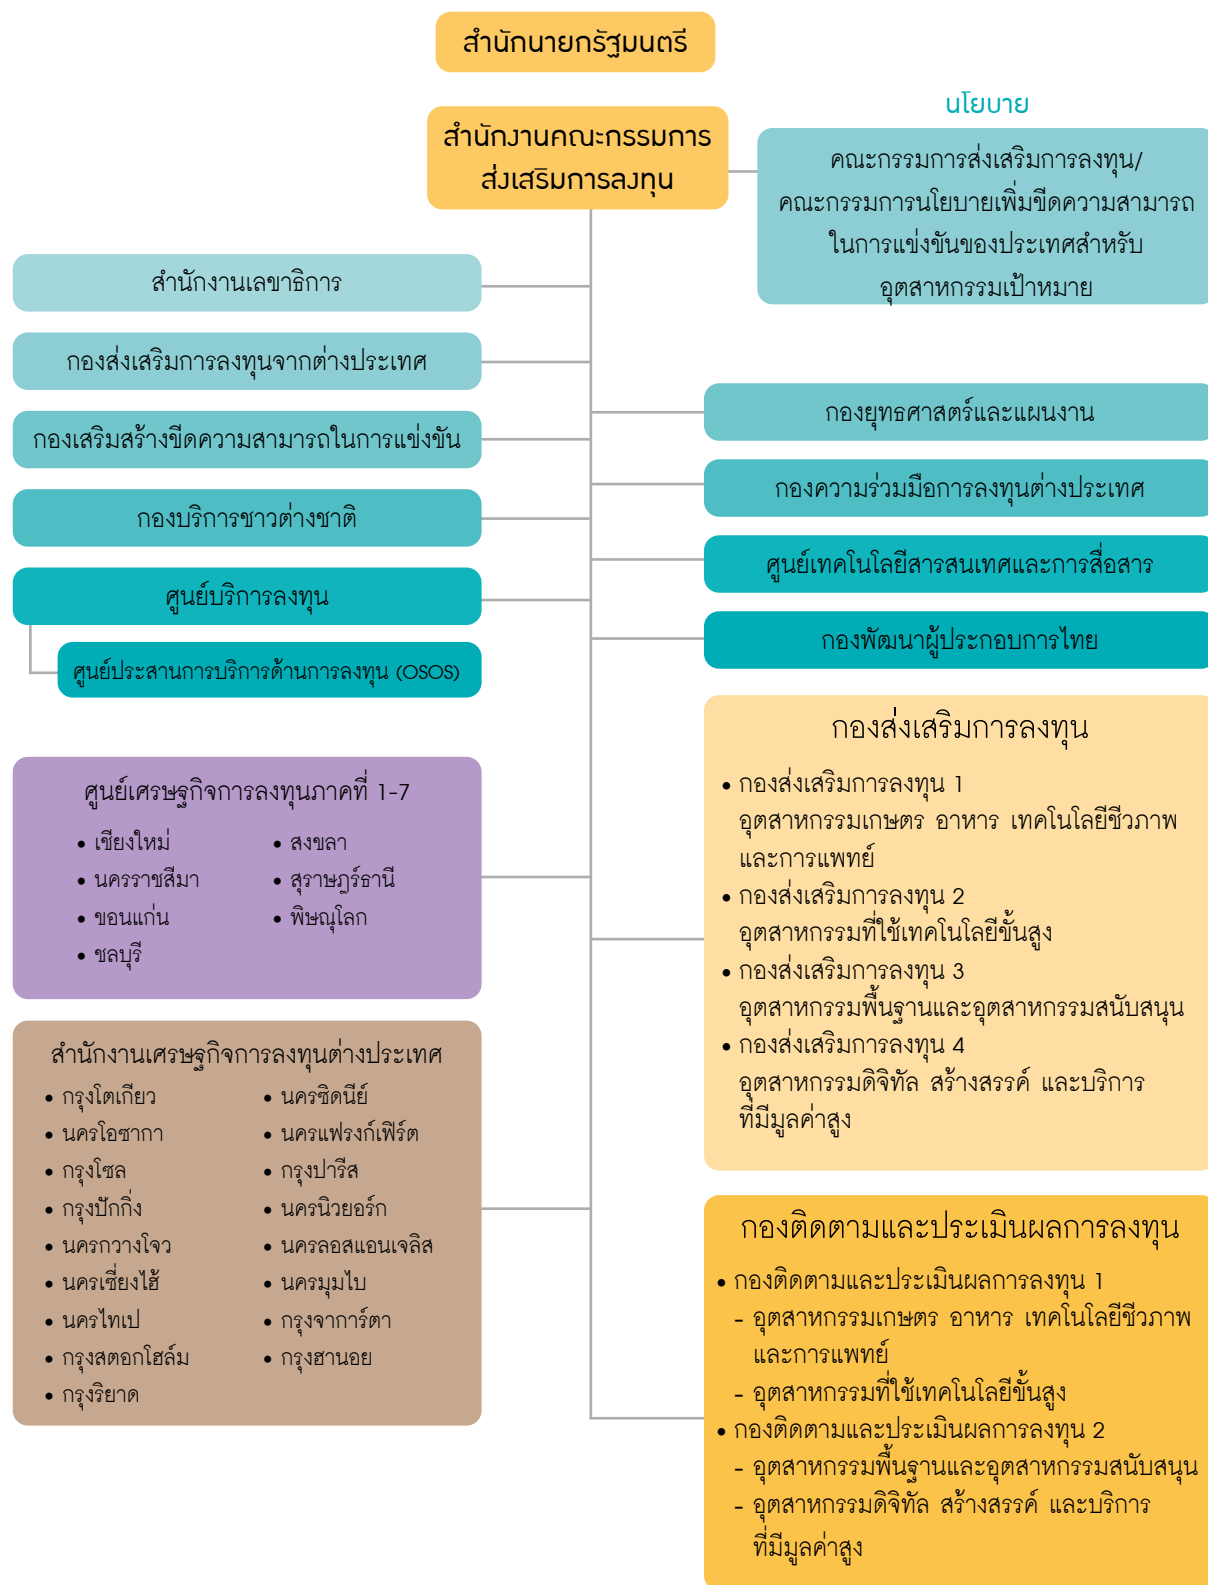 สำนักนายกรัฐมนตรี
สำนักงานคณะกรรมการ
ส่งเสริมการลงทุน
นโยบาย
คณะกรรมการส่งเสริมการลงทุน/
คณะกรรมการนโยบายเพิ่มขีดความสามารถ
ในการแข่งขันของประเทศสำหรับ
อุตสาหกรรมเป้าหมาย
สำนักงานเลขาธิการ
กองส่งเสริมการลงทุนจากต่างประเทศ
กองเสริมสร้างขีดความสามารถในการแข่งขัน
กองบริการชาวต่างชาติ
ศูนย์บริการลงทุน
ศูนย์ประสานการบริการด้านการลงทุน (OSOS)
กองยุทธศาสตร์และแผนงาน
กองความร่วมมือการลงทุนต่างประเทศ
ศูนย์เทคโนโลยีสารสนเทศและการสื่อสาร
กองพัฒนาผู้ประกอบการไทย
ศูนย์เศรษฐกิจการลงทุนภาคที่ 1-7
• เชียงใหม่
• นครราชสีมา
• ขอนแก่น
• ชลบุรี
• สงขลา
• สุราษฎร์ธานี
• พิษณุโลก
สำนักงานเศรษฐกิจการลงทุนต่างประเทศ
• กรุงโตเกียว
• นครโอซากา
• กรุงโซล
• กรุงปักกิ่ง
• นครกวางโจว
• นครเซี่ยงไฮ้
• นครไทเป
• กรุงสตอกโฮล์ม
• กรุงริยาด
• นครซิดนีย์
• นครแฟรงก์เฟิร์ต
• กรุงปารีส
• นครนิวยอร์ก
• นครลอสแอนเจลิส
• นครมุมไบ
• กรุงจาการ์ตา
• กรุงฮานอย
กองส่งเสริมการลงทุน
• กองส่งเสริมการลงทุน 1
อุตสาหกรรมเกษตร อาหาร เทคโนโลยีชีวภาพ
และการแพทย์
• กองส่งเสริมการลงทุน 2
อุตสาหกรรมที่ใช้เทคโนโลยีขั้นสูง
• กองส่งเสริมการลงทุน 3
อุตสาหกรรมพื้นฐานและอุตสาหกรรมสนับสนุน
• กองส่งเสริมการลงทุน 4
อุตสาหกรรมดิจิทัล สร้างสรรค์ และบริการ
ที่มีมูลค่าสูง
กองติดตามและประเมินผลการลงทุน
• กองติดตามและประเมินผลการลงทุน 1
- อุตสาหกรรมเกษตร อาหาร เทคโนโลยีชีวภาพ
และการแพทย์
- อุตสาหกรรมที่ใช้เทคโนโลยีขั้นสูง
• กองติดตามและประเมินผลการลงทุน 2
- อุตสาหกรรมพื้นฐานและอุตสาหกรรมสนับสนุน
- อุตสาหกรรมดิจิทัล สร้างสรรค์ และบริการ
ที่มีมูลค่าสูง